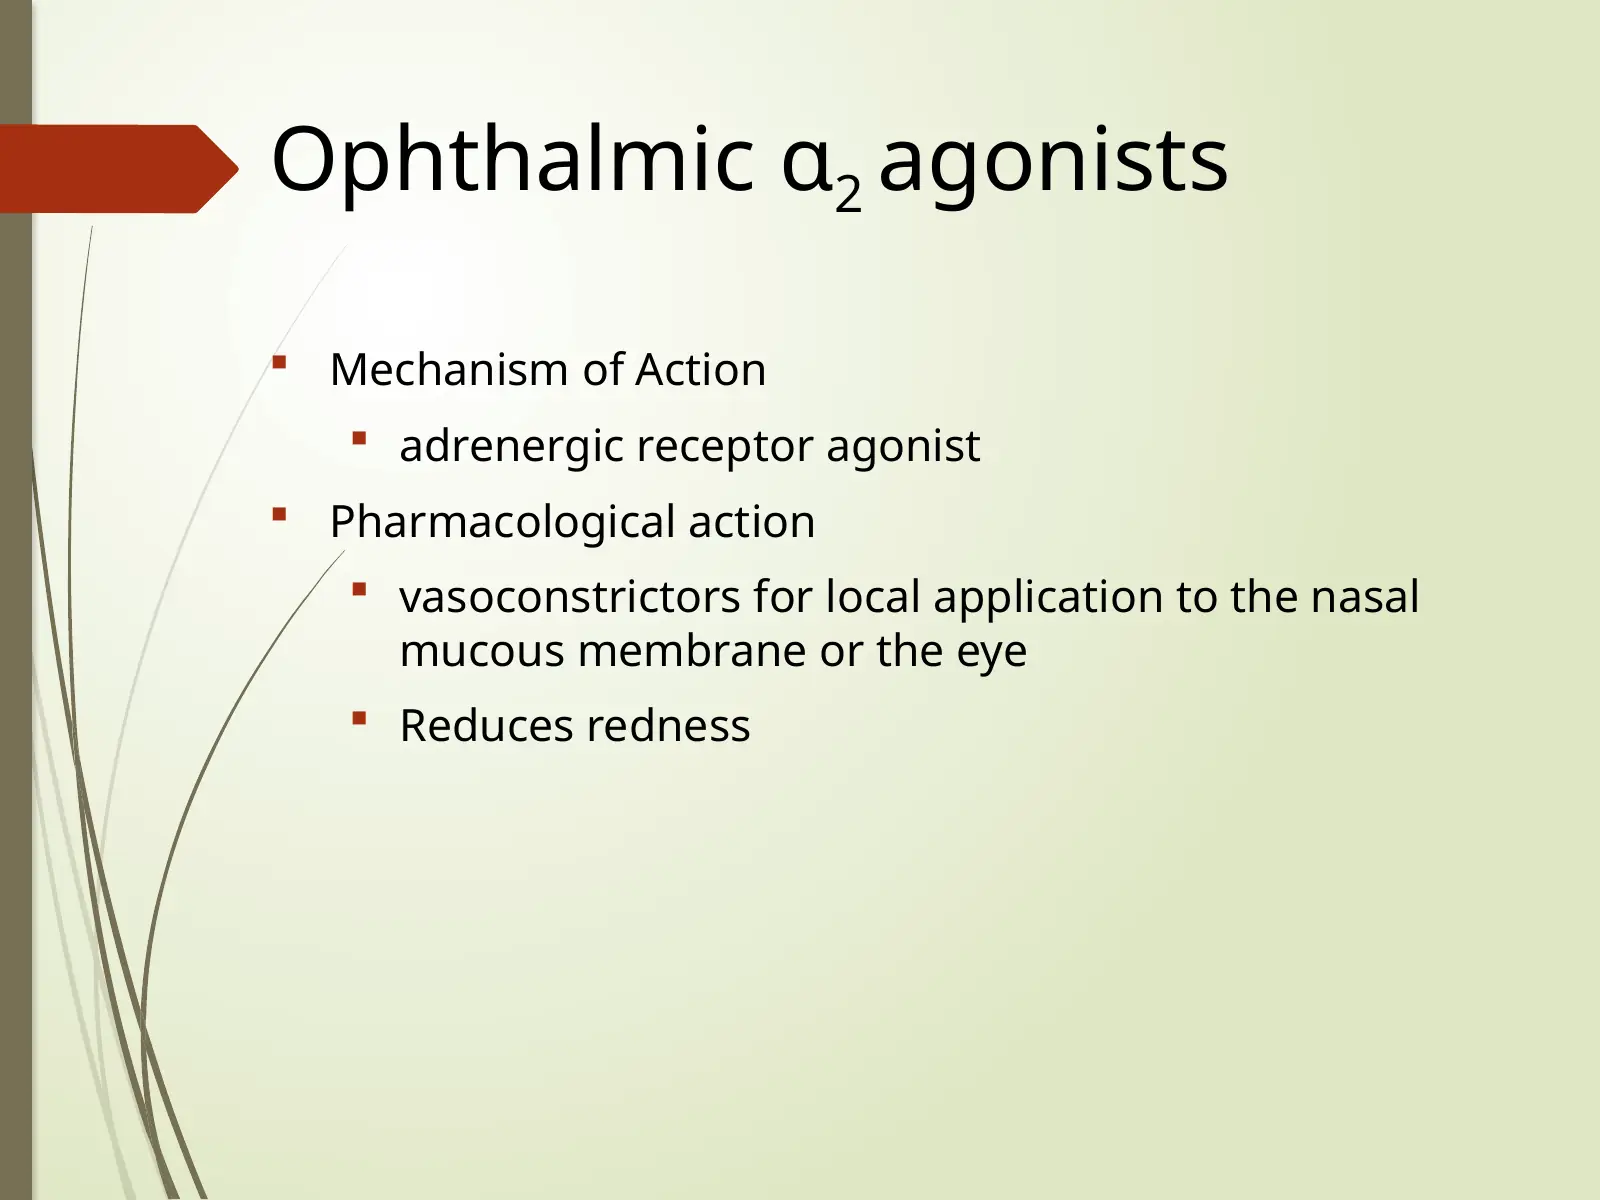 Ophthalmic α₂ agonists
▪ Mechanism of Action
▪ adrenergic receptor agonist
▪ Pharmacological action
▪ vasoconstrictors for local application to the nasal
mucous membrane or the eye
▪ Reduces redness